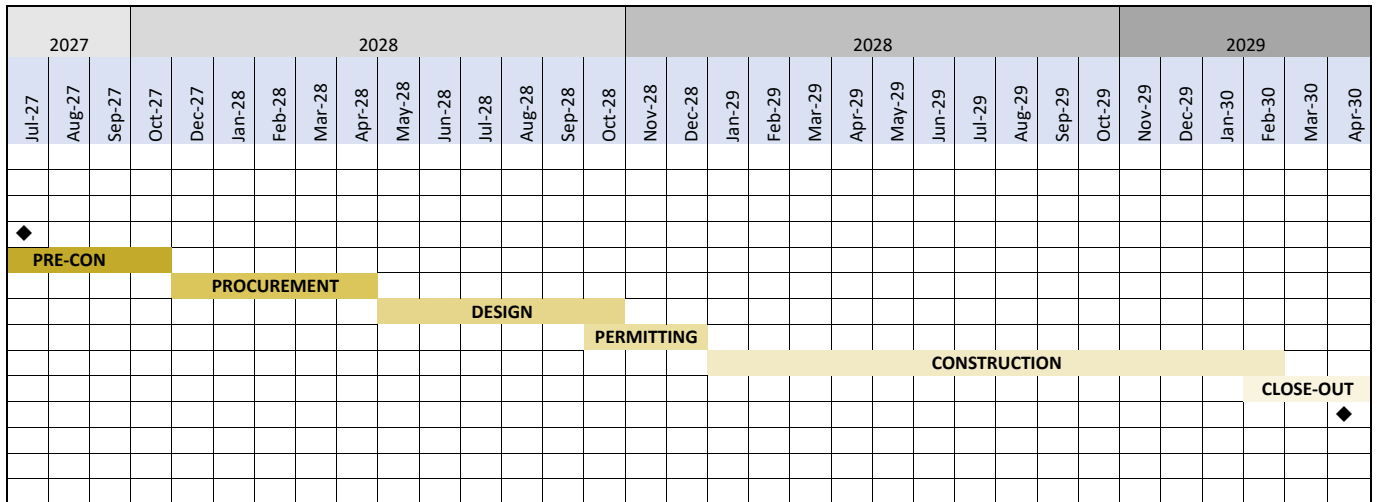 2027 2028 2028 2029
Jul-27 Aug-27 Sep-27 Oct-27 Dec-27 Jan-28 Feb-28 Mar-28 Apr-28 May-28 Jun-28 Jul-28 Aug-28 Sep-28 Oct-28 Nov-28 Dec-28 Jan-29 Feb-29 Mar-29 Apr-29 May-29 Jun-29 Jul-29 Aug-29 Sep-29 Oct-29 Nov-29 Dec-29 Jan-30 Feb-30 Mar-30 Apr-30
PRE-CON
PROCUREMENT
DESIGN
PERMITTING
CONSTRUCTION
CLOSE-OUT